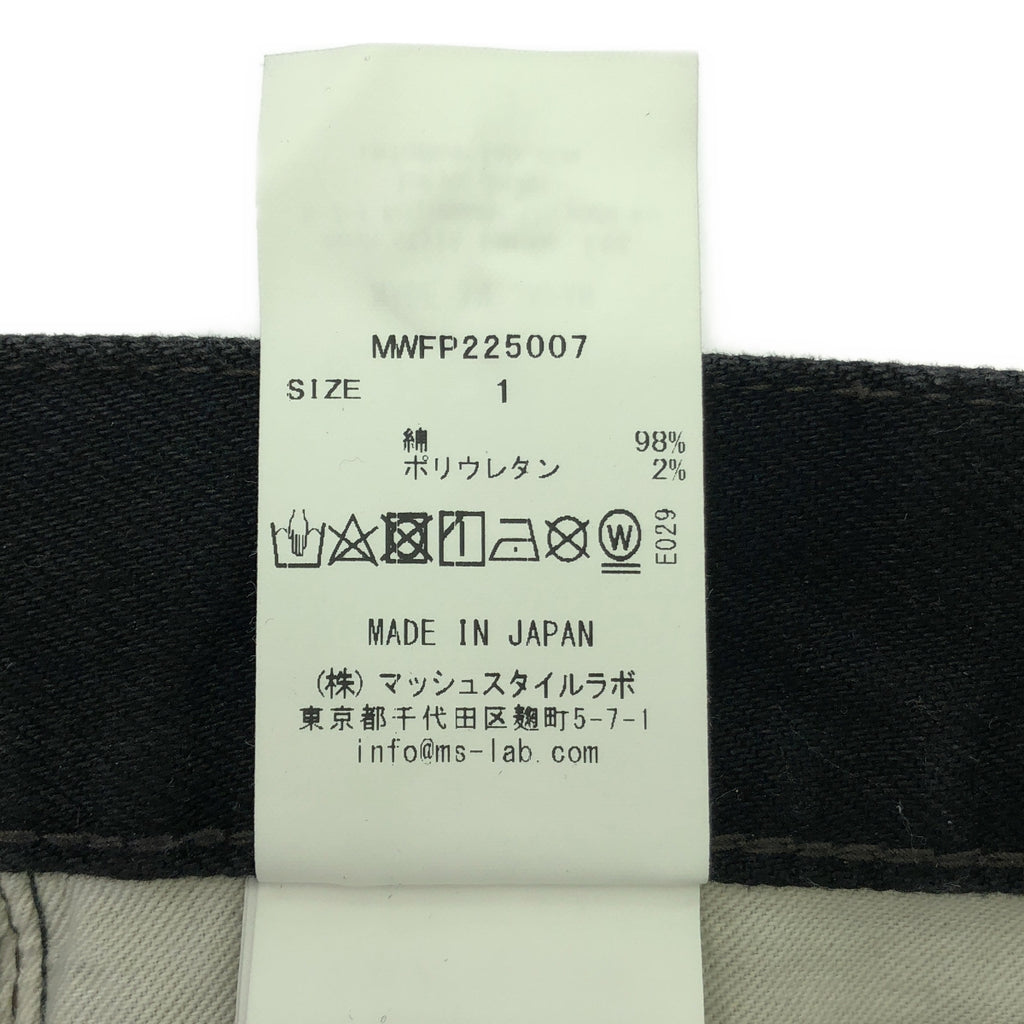 MWFP225007
SIZE 1
綿 98%
ポリウレタン 2%
W E029
MADE IN JAPAN
(株)マッシュスタイルラボ
東京都千代田区麹町5-7-1
info@ms-lab.com